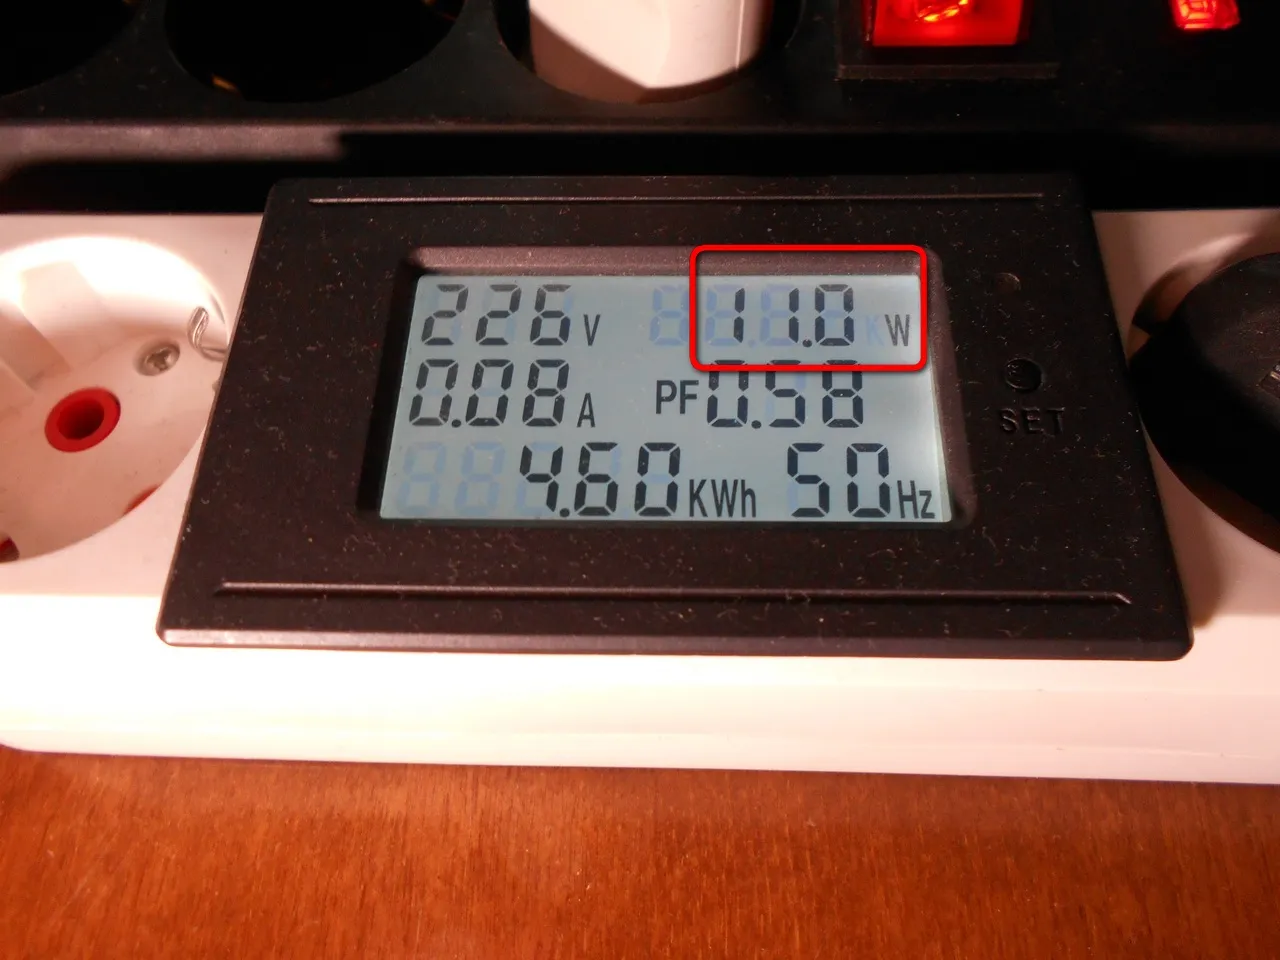 226 V 11.0 W
0.08 A PF 0.58
SET
4.60 KWh 50 Hz